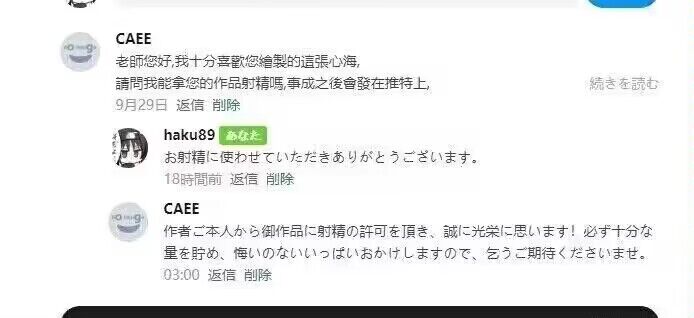 CAEE
老師您好,我十分喜歡您繪製的這張心海,
請問我能拿您的作品射精嗎,事成之後會發在推特上,
続きを読む
9月29日 返信 削除
haku89 あなた
お射精に使わせていただきありがとうございます。
18時間前 返信 削除
CAEE
作者ご本人から御作品に射精の許可を頂き、誠に光栄に思います！必ず十分な
量を貯め、悔いのないいっぱいおかけしますので、乞うご期待くださいませ。
03:00 返信 削除